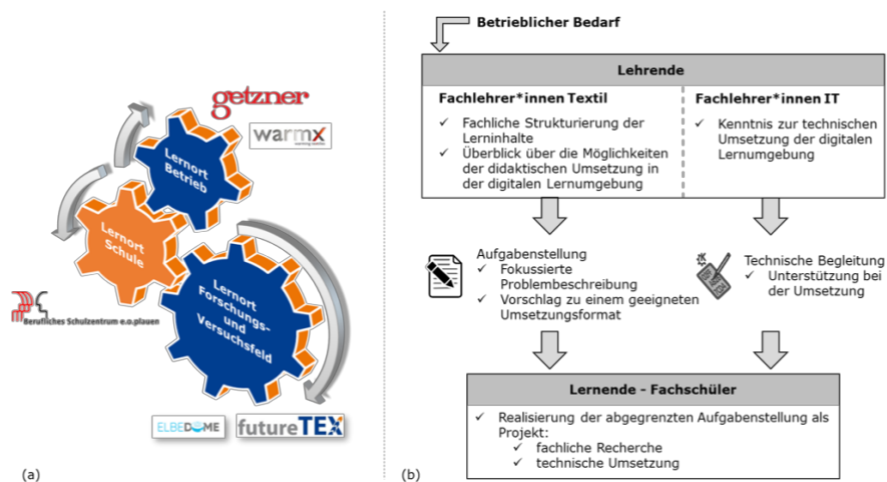 getzner
warmx
Lernort
Betrieb
Lernort
Schule
Lernort
Forschungs-
und
Versuchsfeld
Berufliches Schulzentrum e.o.plauen
ELBEDOME
futureTEX
(a)
Betrieblicher Bedarf
Lehrende
Fachlehrer*innen Textil
✓ Fachliche Strukturierung der
Lerninhalte
✓ Überblick über die Möglichkeiten
der didaktischen Umsetzung in
der digitalen Lernumgebung
Fachlehrer*innen IT
✓ Kenntnis zur technischen
Umsetzung der digitalen
Lernumgebung
Aufgabenstellung
✓ Fokussierte
Problembeschreibung
✓ Vorschlag zu einem geeigneten
Umsetzungsformat
Technische Begleitung
✓ Unterstützung bei
der Umsetzung
Lernende - Fachschüler
✓ Realisierung der abgegrenzten Aufgabenstellung als
Projekt:
✓ fachliche Recherche
✓ technische Umsetzung
(b)